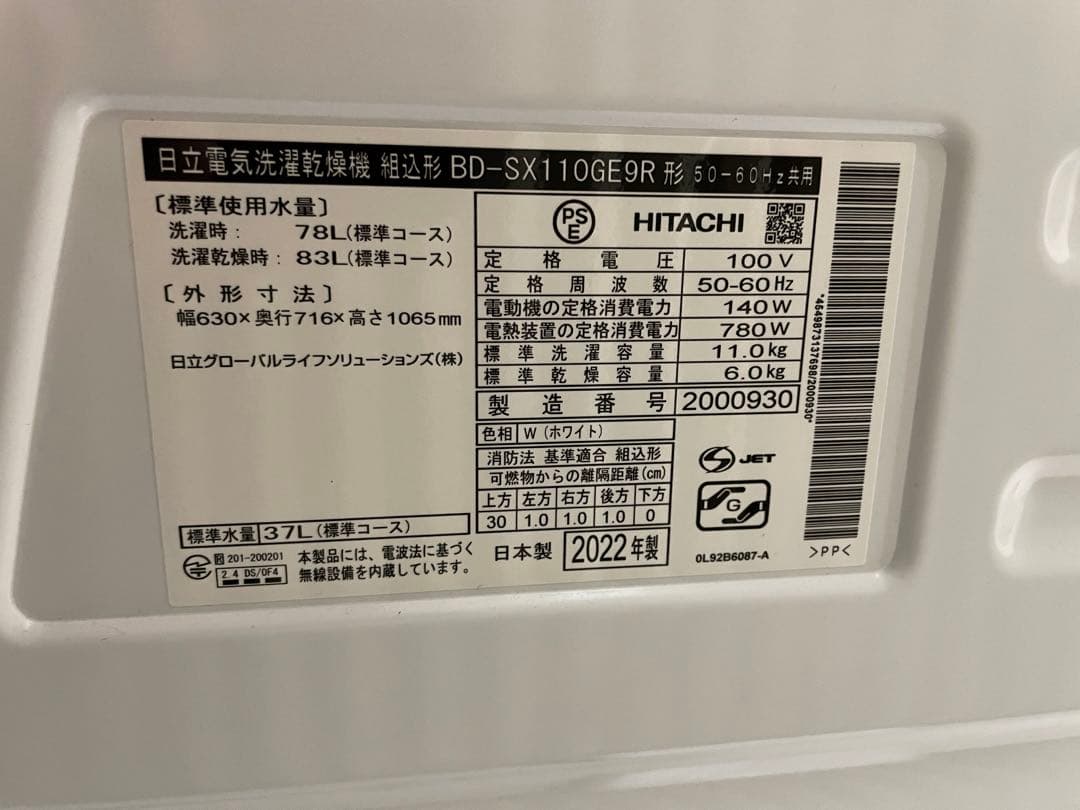 日立電気洗濯乾燥機 組込形 BD-SX110GE9R 形 50-60Hz共用
〔標準使用水量〕
洗濯時： 78L(標準コース)
洗濯乾燥時： 83L(標準コース)
〔外形寸法〕
幅630×奥行716×高さ1065mm
日立グローバルライフソリューションズ(株)
標準水量 37L(標準コース)
201-200201
2.4 DS/OF4
本製品には、電波法に基づく
無線設備を内蔵しています。
PSE HITACHI
定格電圧 100V
定格周波数 50-60Hz
電動機の定格消費電力 140W
電熱装置の定格消費電力 780W
標準洗濯容量 11.0kg
標準乾燥容量 6.0kg
製造番号 2000930
色相 W(ホワイト)
消防法 基準適合 組込形
可燃物からの離隔距離(cm)
上方 左方 右方 後方 下方
30 1.0 1.0 1.0 0
日本製 2022年製
JET
G
0L92B6087-A
>PP<
*4649873137698/2000930*